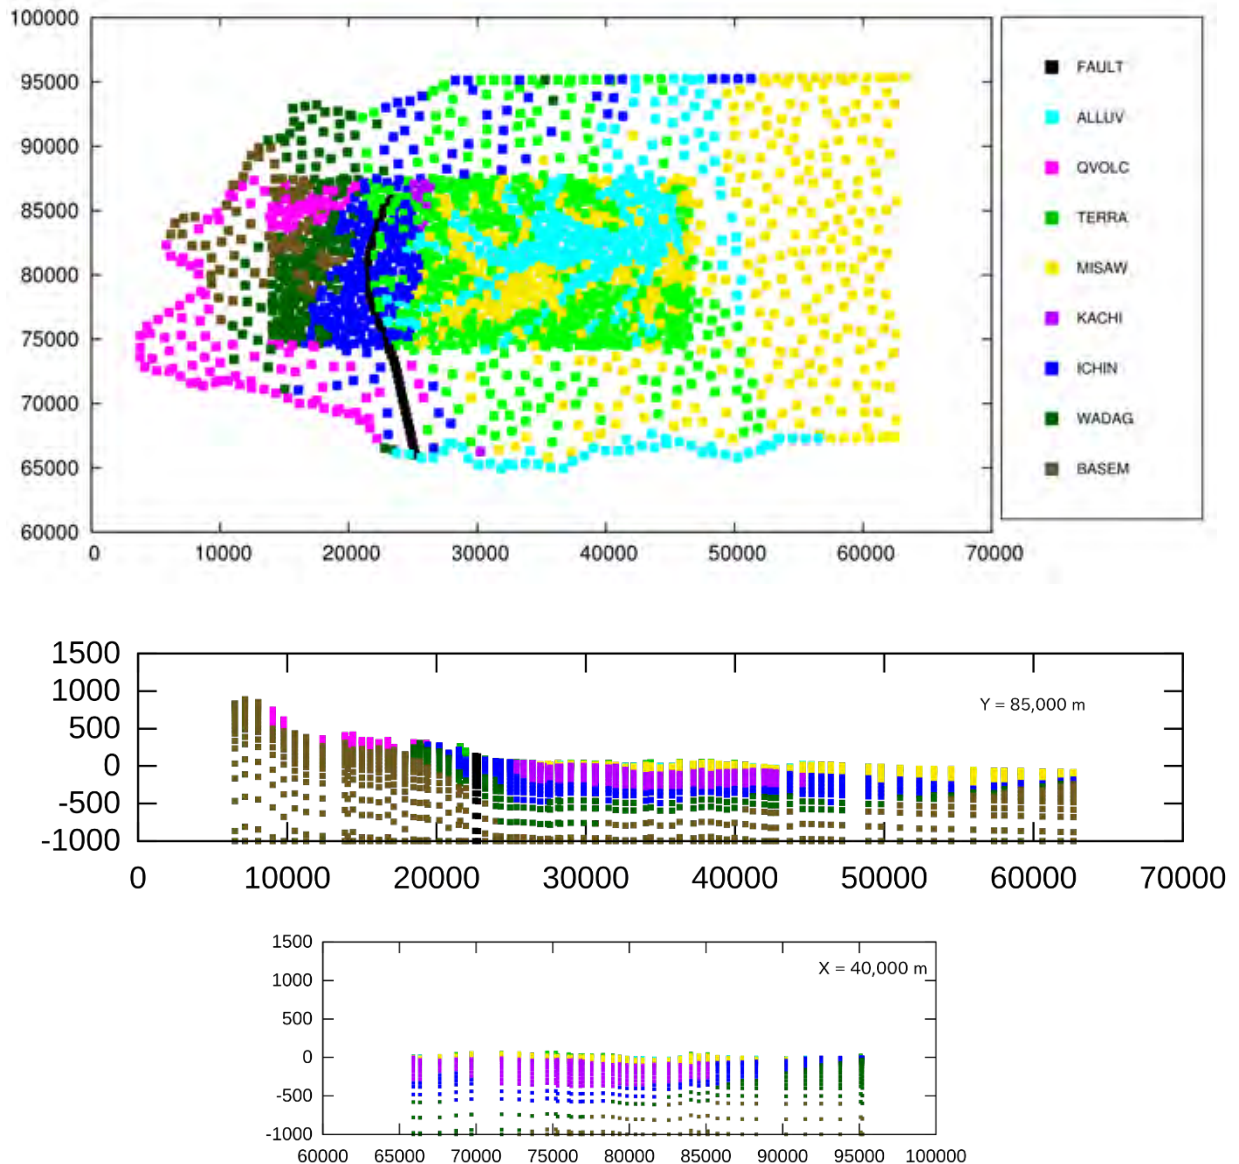 100000
95000
90000
85000
80000
75000
70000
65000
60000
0 10000 20000 30000 40000 50000 60000 70000
FAULT
ALLUV
QVOLC
TERRA
MISAW
KACHI
ICHIN
WADAG
BASEM
1500
1000
500
0
-500
-1000
Y = 85,000 m
0 10000 20000 30000 40000 50000 60000 70000
1500
1000
500
0
-500
-1000
X = 40,000 m
60000 65000 70000 75000 80000 85000 90000 95000 100000